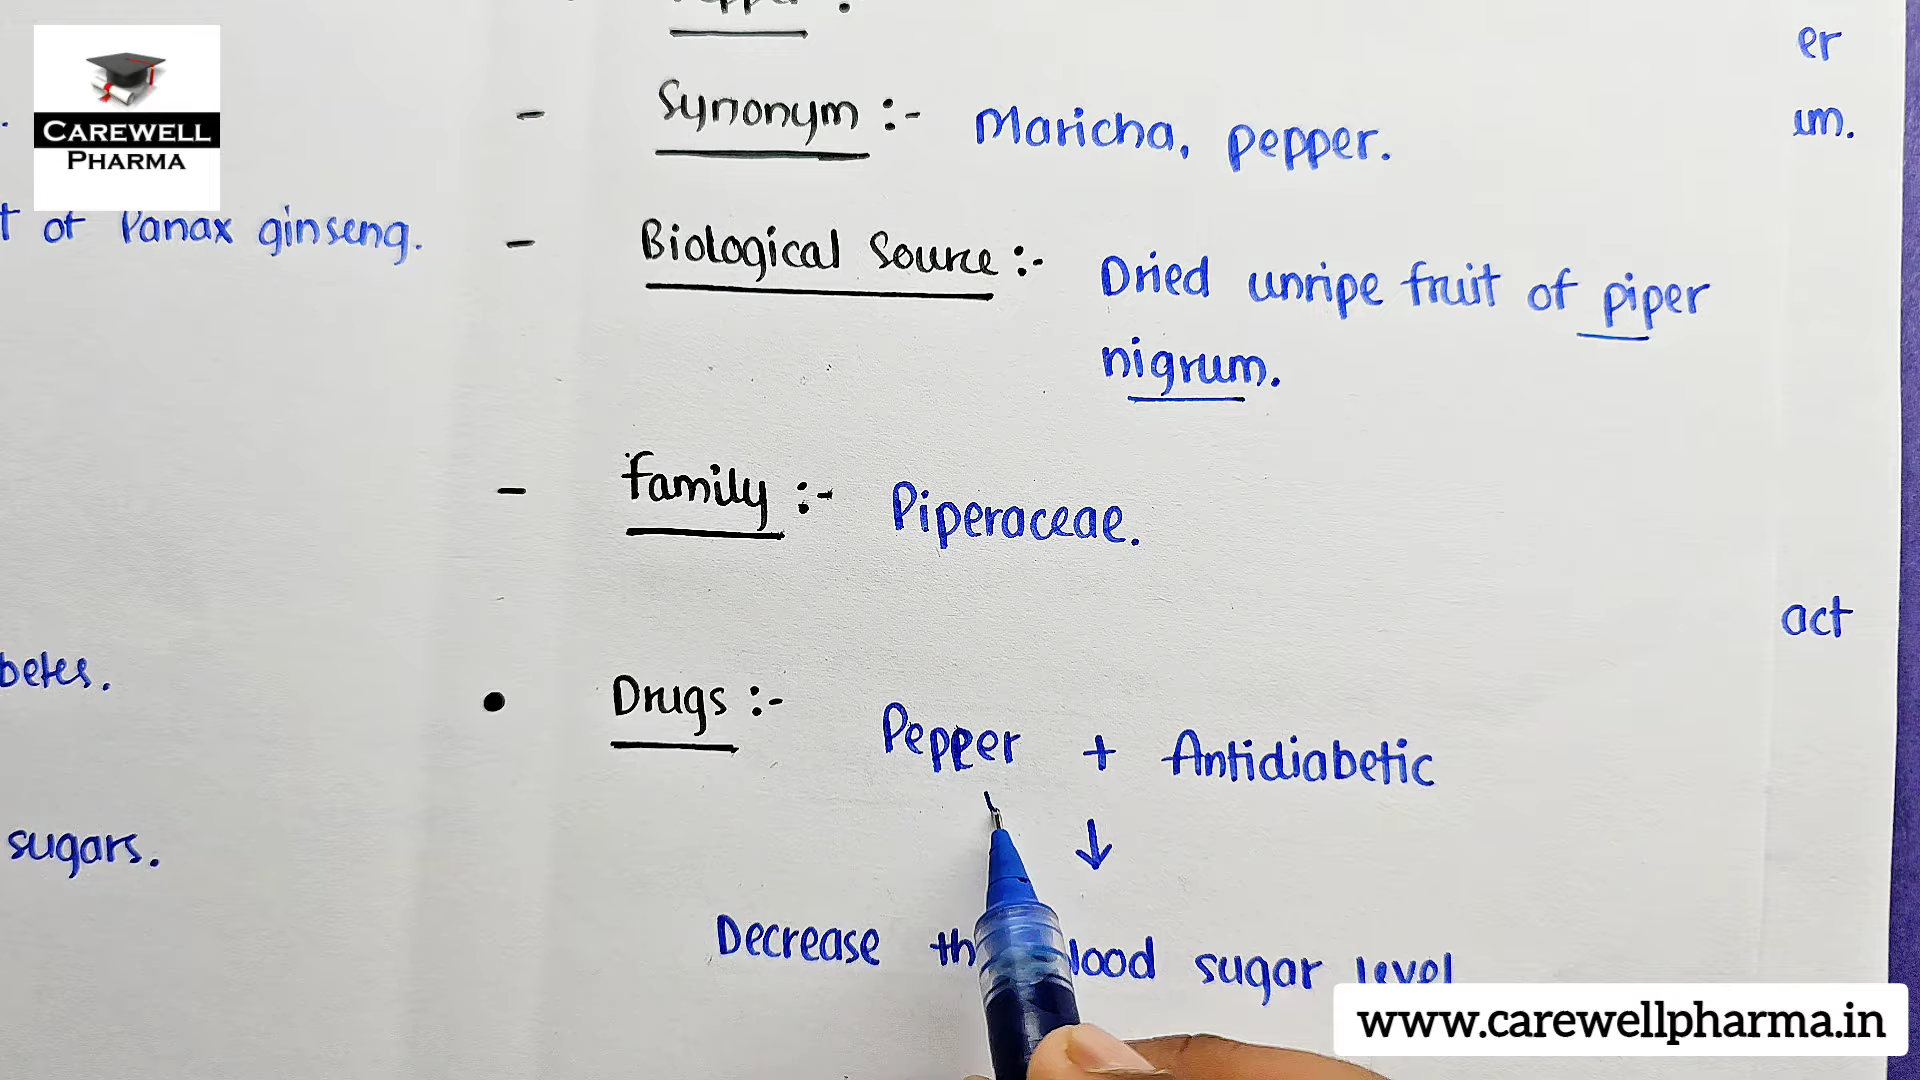 Pepper :
er
- Synonym :- Maricha, pepper.
um.
CAREWELL
PHARMA
t of Panax ginseng.
- Biological Source :- Dried unripe fruit of piper
nigrum.
- family :- Piperaceae.
act
betes.
• Drugs :- Pepper + Antidiabetic
↓
sugars.
Decrease th lood sugar level
www.carewellpharma.in